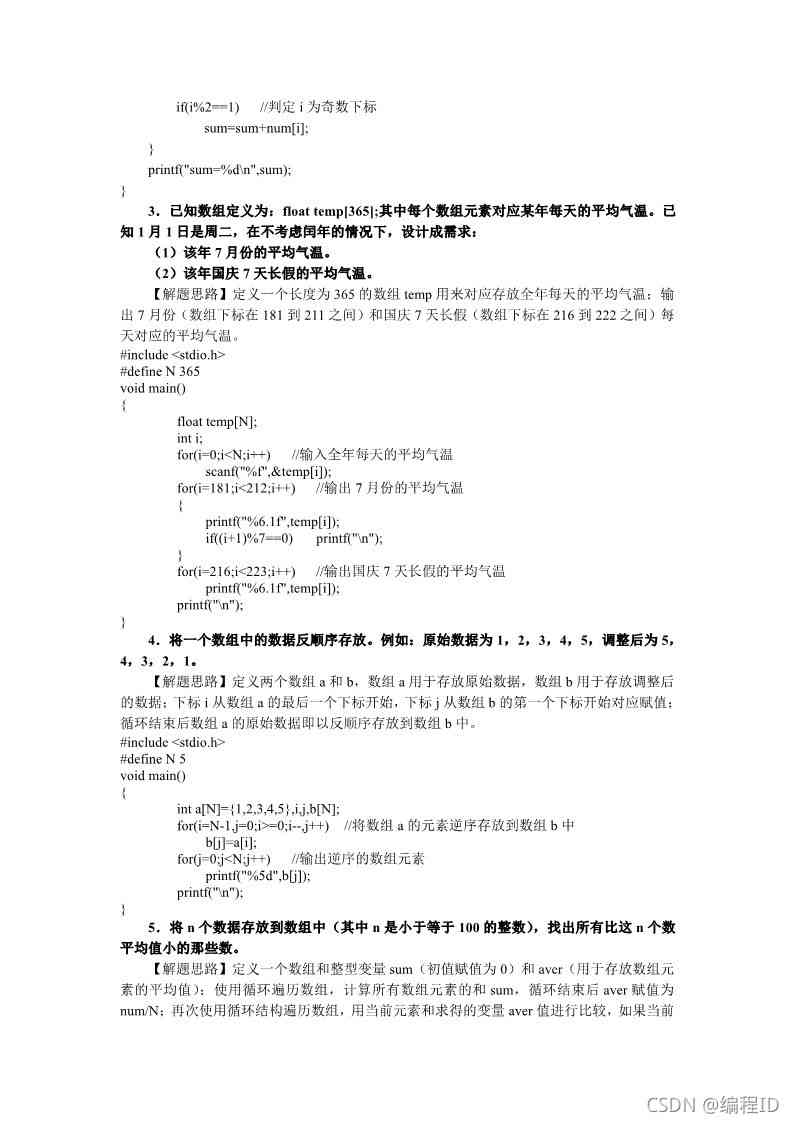 if(i%2==1) //判定 i 为奇数下标
sum=sum+num[i];
}
printf("sum=%d\n",sum);
}
3．已知数组定义为：float temp[365];其中每个数组元素对应某年每天的平均气温。已
知 1 月 1 日是周二，在不考虑闰年的情况下，设计成需求：
（1）该年 7 月份的平均气温。
（2）该年国庆 7 天长假的平均气温。
【解题思路】定义一个长度为 365 的数组 temp 用来对应存放全年每天的平均气温；输
出 7 月份（数组下标在 181 到 211 之间）和国庆 7 天长假（数组下标在 216 到 222 之间）每
天对应的平均气温。
#include <stdio.h>
#define N 365
void main()
{
float temp[N];
int i;
for(i=0;i<N;i++) //输入全年每天的平均气温
scanf("%f",&temp[i]);
for(i=181;i<212;i++) //输出 7 月份的平均气温
{
printf("%6.1f",temp[i]);
if((i+1)%7==0) printf("\n");
}
for(i=216;i<223;i++) //输出国庆 7 天长假的平均气温
printf("%6.1f",temp[i]);
printf("\n");
}
4．将一个数组中的数据反顺序存放。例如：原始数据为 1，2，3，4，5，调整后为 5，
4，3，2，1。
【解题思路】定义两个数组 a 和 b，数组 a 用于存放原始数据，数组 b 用于存放调整后
的数据；下标 i 从数组 a 的最后一个下标开始，下标 j 从数组 b 的第一个下标开始对应赋值；
循环结束后数组 a 的原始数据即以反顺序存放到数组 b 中。
#include <stdio.h>
#define N 5
void main()
{
int a[N]={1,2,3,4,5},i,j,b[N];
for(i=N-1,j=0;i>=0;i--,j++) //将数组 a 的元素逆序存放到数组 b 中
b[j]=a[i];
for(j=0;j<N;j++) //输出逆序的数组元素
printf("%5d",b[j]);
printf("\n");
}
5．将 n 个数据存放到数组中（其中 n 是小于等于 100 的整数），找出所有比这 n 个数
平均值小的那些数。
【解题思路】定义一个数组和整型变量 sum（初值赋值为 0）和 aver（用于存放数组元
素的平均值）；使用循环遍历数组，计算所有数组元素的和 sum，循环结束后 aver 赋值为
num/N；再次使用循环结构遍历数组，用当前元素和求得的变量 aver 值进行比较，如果当前
CSDN @编程ID